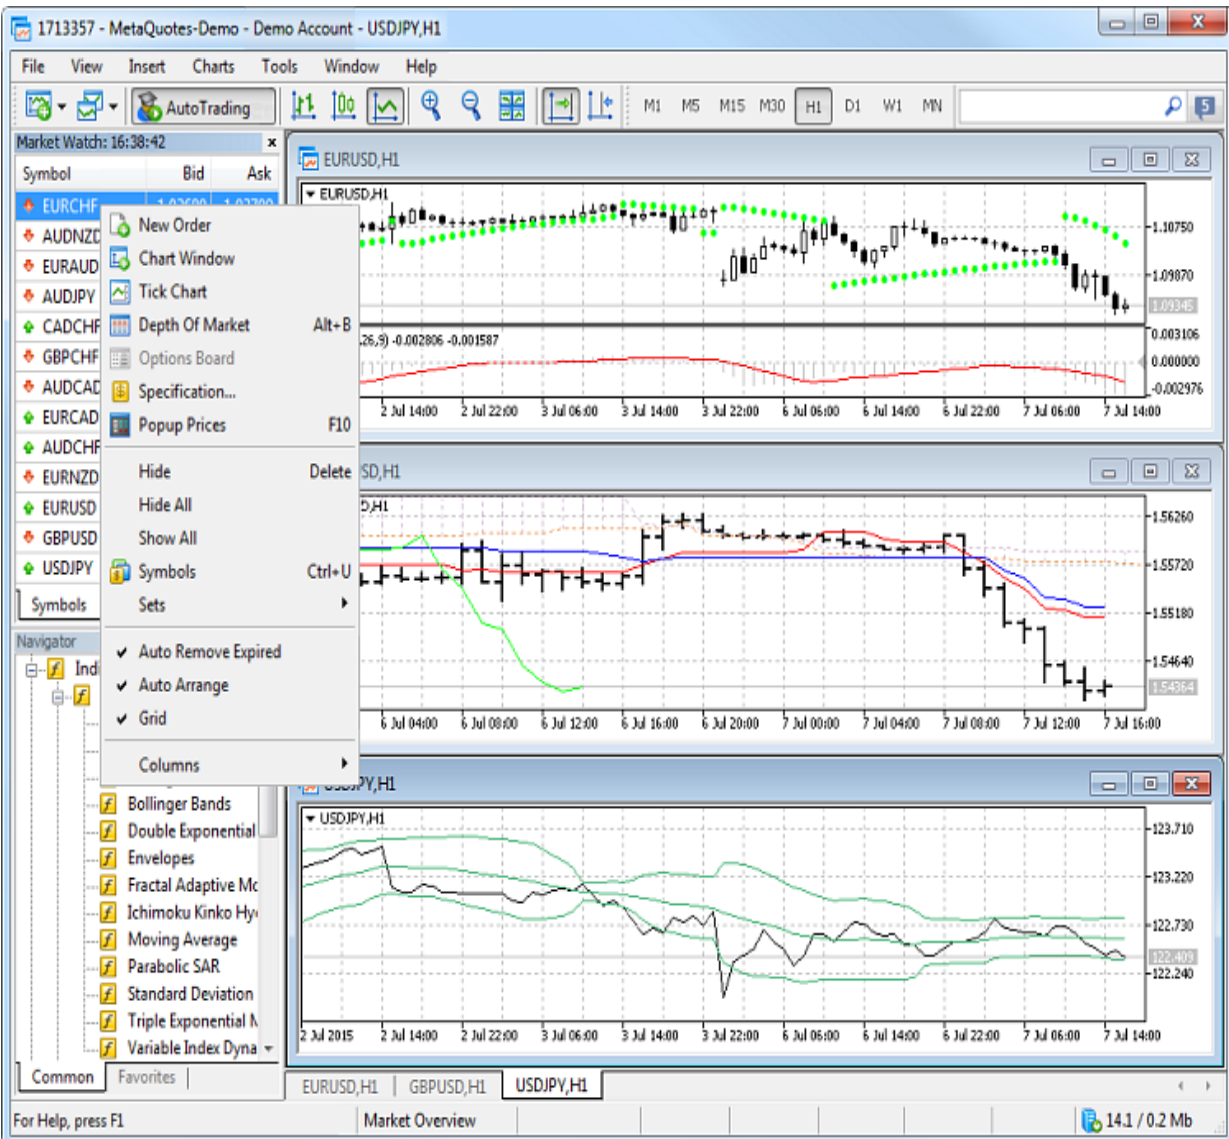 1713357 - MetaQuotes-Demo - Demo Account - USDJPY,H1
File View Insert Charts Tools Window Help
AutoTrading M1 M5 M15 M30 H1 D1 W1 MN 5
Market Watch: 16:38:42
Symbol Bid Ask
EURCHF
AUDNZD
EURAUD
AUDJPY
CADCHF
GBPCHF
AUDCAD
EURCAD
AUDCHF
EURNZD
EURUSD
GBPUSD
USDJPY
Symbols
New Order
Chart Window
Tick Chart
Depth Of Market Alt+B
Options Board
Specification...
Popup Prices F10
Hide Delete
Hide All
Show All
Symbols Ctrl+U
Sets
Auto Remove Expired
Auto Arrange
Grid
Columns
Navigator
Indi
Bollinger Bands
Double Exponential
Envelopes
Fractal Adaptive Mo
Ichimoku Kinko Hy
Moving Average
Parabolic SAR
Standard Deviation
Triple Exponential M
Variable Index Dyna
Common Favorites
EURUSD,H1
EURUSD,H1
1.10750
1.09870
1.09345
,26,9) -0.002806 -0.001587
0.003106
0.000000
-0.002976
2 Jul 14:00 2 Jul 22:00 3 Jul 06:00 3 Jul 14:00 3 Jul 22:00 6 Jul 06:00 6 Jul 14:00 6 Jul 22:00 7 Jul 06:00 7 Jul 14:00
SD,H1
D,H1
1.56260
1.55720
1.55180
1.54640
1.54364
6 Jul 04:00 6 Jul 08:00 6 Jul 12:00 6 Jul 16:00 6 Jul 20:00 7 Jul 00:00 7 Jul 04:00 7 Jul 08:00 7 Jul 12:00 7 Jul 16:00
USDJPY,H1
USDJPY,H1
123.710
123.220
122.730
122.409
122.240
2 Jul 2015 2 Jul 14:00 2 Jul 22:00 3 Jul 06:00 3 Jul 14:00 3 Jul 22:00 6 Jul 06:00 6 Jul 14:00 6 Jul 22:00 7 Jul 06:00 7 Jul 14:00
EURUSD,H1 GBPUSD,H1 USDJPY,H1
For Help, press F1 Market Overview 14.1 / 0.2 Mb